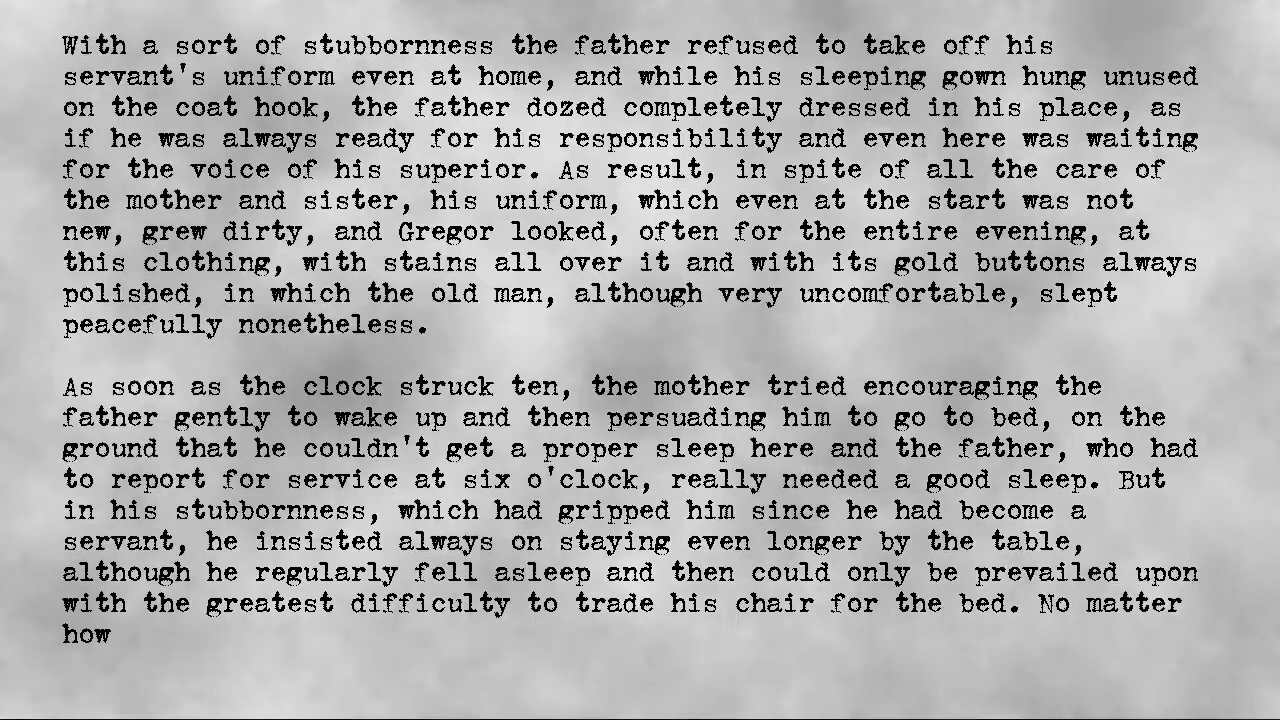 With a sort of stubbornness the father refused to take off his
servant's uniform even at home, and while his sleeping gown hung unused
on the coat hook, the father dozed completely dressed in his place, as
if he was always ready for his responsibility and even here was waiting
for the voice of his superior. As result, in spite of all the care of
the mother and sister, his uniform, which even at the start was not
new, grew dirty, and Gregor looked, often for the entire evening, at
this clothing, with stains all over it and with its gold buttons always
polished, in which the old man, although very uncomfortable, slept
peacefully nonetheless.

As soon as the clock struck ten, the mother tried encouraging the
father gently to wake up and then persuading him to go to bed, on the
ground that he couldn't get a proper sleep here and the father, who had
to report for service at six o'clock, really needed a good sleep. But
in his stubbornness, which had gripped him since he had become a
servant, he insisted always on staying even longer by the table,
although he regularly fell asleep and then could only be prevailed upon
with the greatest difficulty to trade his chair for the bed. No matter
how